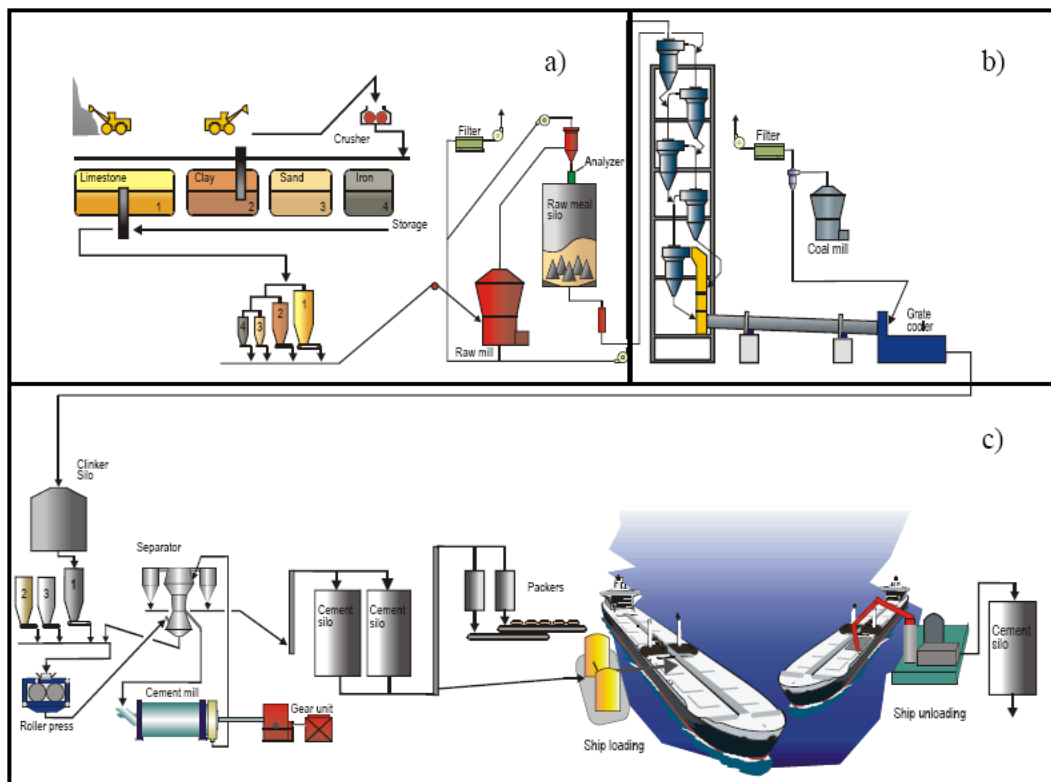 a)
Crusher
Filter
Analyzer
Limestone
1
Clay
2
Sand
3
Iron
4
Storage
Raw meal
silo
4
3
2
1
Raw mill
b)
Filter
Coal mill
Grate
cooler
c)
Clinker
Silo
Separator
2
3
1
Roller press
Cement mill
Gear unit
Cement
silo
Cement
silo
Packers
Ship loading
Ship unloading
Cement
silo